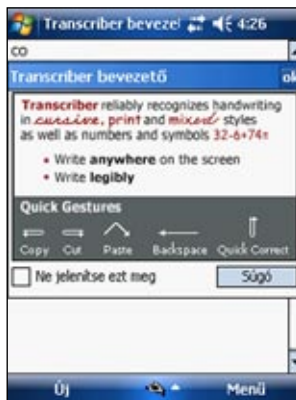 Transcriber bevezet 4:26
co
Transcriber bevezető ok
Transcriber reliably recognizes handwriting
in cursive, print and mixed styles
as well as numbers and symbols 32-6+74π
• Write anywhere on the screen
• Write legibly
Quick Gestures
Copy Cut Paste Backspace Quick Correct
Ne jelenítse ezt meg Súgó
Új Menü